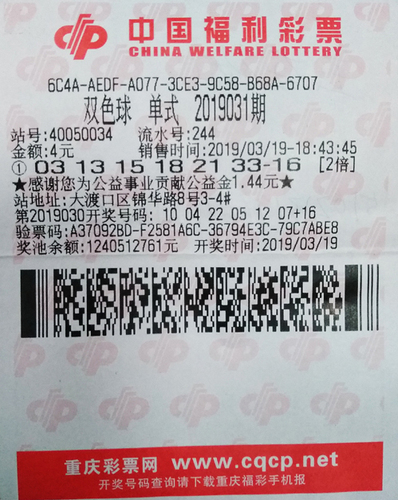 中国福利彩票
CHINA WELFARE LOTTERY
6C4A-AEDF-A077-3CE3-9C58-B68A-6707
双色球 单式 2019031期
站号:40050034 流水号:244
金额:4元 销售时间:2019/03/19-18:43:45
① 03 13 15 18 21 33-16 [2倍]
★感谢您为公益事业贡献公益金1.44元★
站地址:大渡口区锦华路8号3-4#
第2019030开奖号码:10 04 22 05 12 07+16
验票码:A37092BD-F2581A6C-36794E3C-79C7ABE8
奖池余额:1240512761元 开奖时间:2019/03/19
重庆彩票网 www.cqcp.net
开奖号码查询请下载重庆福彩手机报